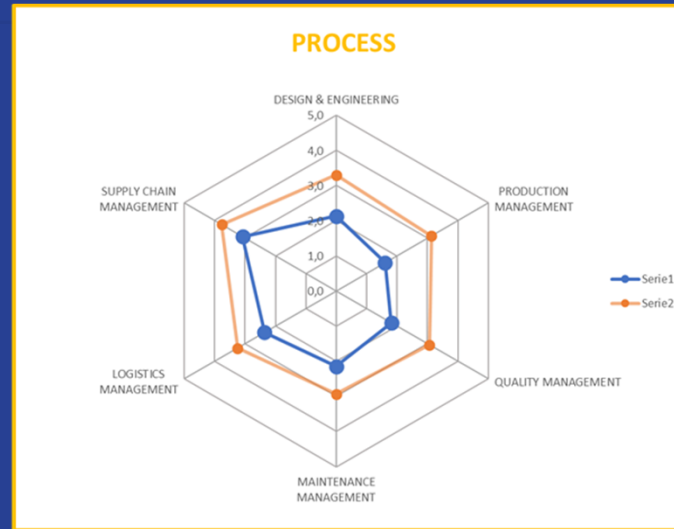 PROCESS
DESIGN & ENGINEERING
5,0
4,0
3,0
2,0
1,0
0,0
SUPPLY CHAIN
MANAGEMENT
PRODUCTION
MANAGEMENT
Serie1
Serie2
LOGISTICS
MANAGEMENT
QUALITY MANAGEMENT
MAINTENANCE
MANAGEMENT